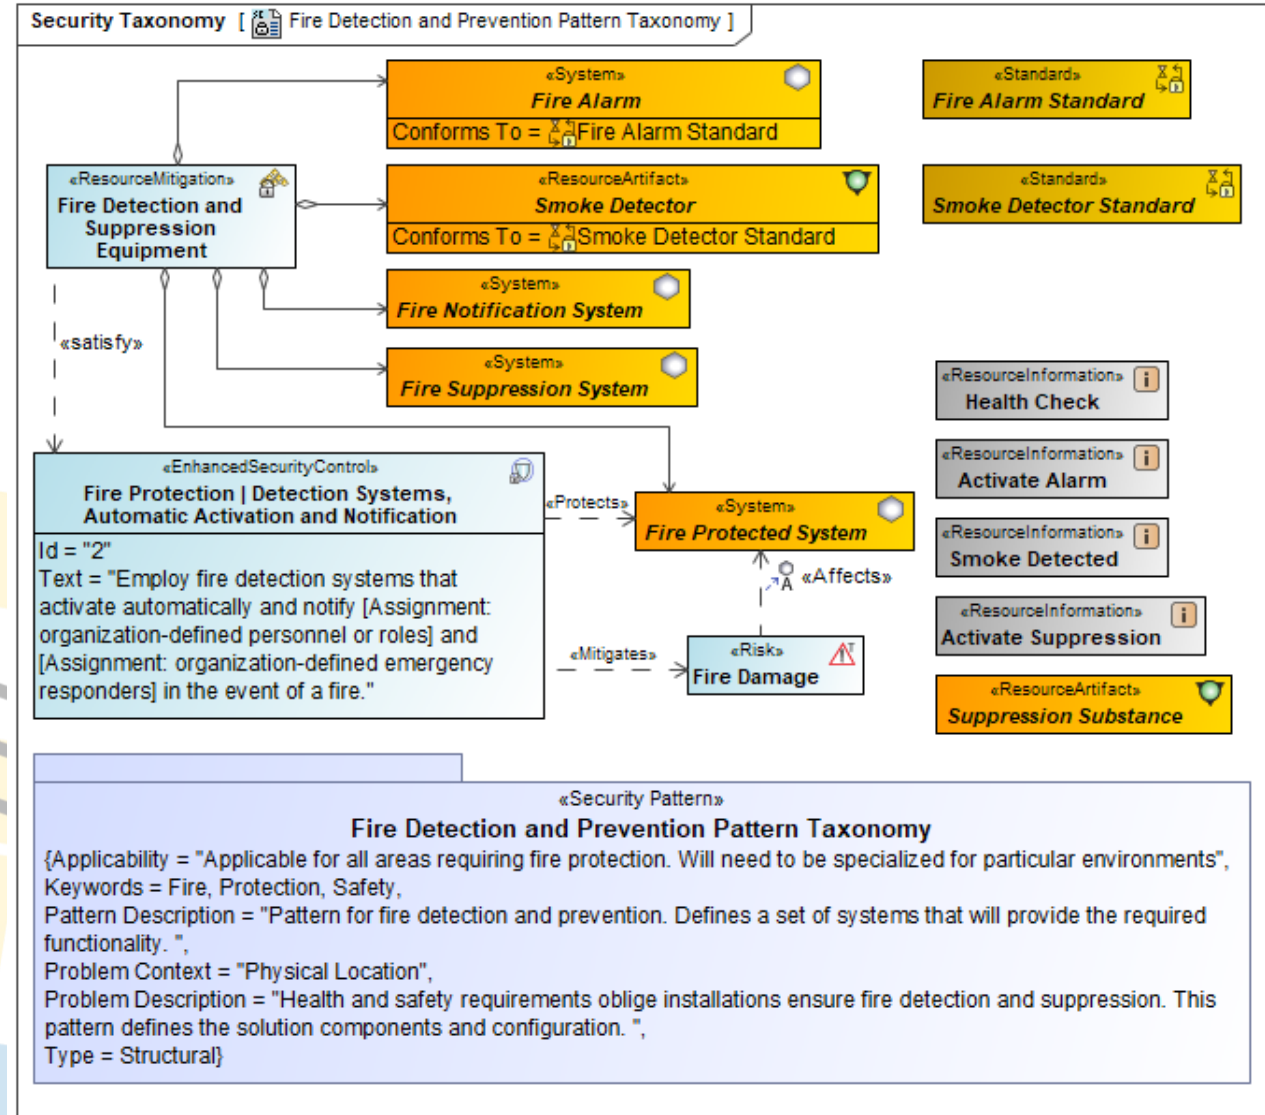 Security Taxonomy [ Fire Detection and Prevention Pattern Taxonomy ]
«System»
Fire Alarm
Conforms To = Fire Alarm Standard
«Standard»
Fire Alarm Standard
«ResourceMitigation»
Fire Detection and
Suppression
Equipment
«ResourceArtifact»
Smoke Detector
Conforms To = Smoke Detector Standard
«Standard»
Smoke Detector Standard
«System»
Fire Notification System
«satisfy»
«System»
Fire Suppression System
«ResourceInformation»
Health Check
«ResourceInformation»
Activate Alarm
«EnhancedSecurityControl»
Fire Protection | Detection Systems,
Automatic Activation and Notification
Id = "2"
Text = "Employ fire detection systems that
activate automatically and notify [Assignment:
organization-defined personnel or roles] and
[Assignment: organization-defined emergency
responders] in the event of a fire."
«Protects»
«System»
Fire Protected System
«ResourceInformation»
Smoke Detected
A «Affects»
«ResourceInformation»
Activate Suppression
«Mitigates»
«Risk»
Fire Damage
«ResourceArtifact»
Suppression Substance
«Security Pattern»
Fire Detection and Prevention Pattern Taxonomy
{Applicability = "Applicable for all areas requiring fire protection. Will need to be specialized for particular environments",
Keywords = Fire, Protection, Safety,
Pattern Description = "Pattern for fire detection and prevention. Defines a set of systems that will provide the required
functionality. ",
Problem Context = "Physical Location",
Problem Description = "Health and safety requirements oblige installations ensure fire detection and suppression. This
pattern defines the solution components and configuration. ",
Type = Structural}